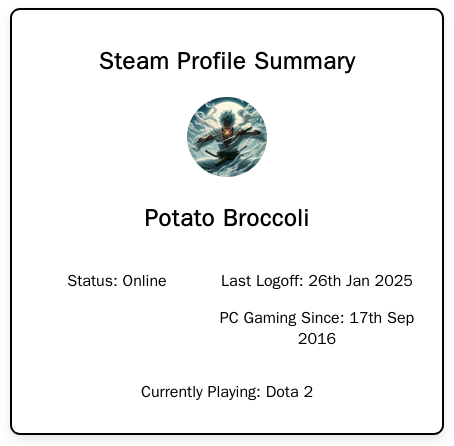 Steam Profile Summary
Potato Broccoli
Status: Online
Last Logoff: 26th Jan 2025
PC Gaming Since: 17th Sep
2016
Currently Playing: Dota 2